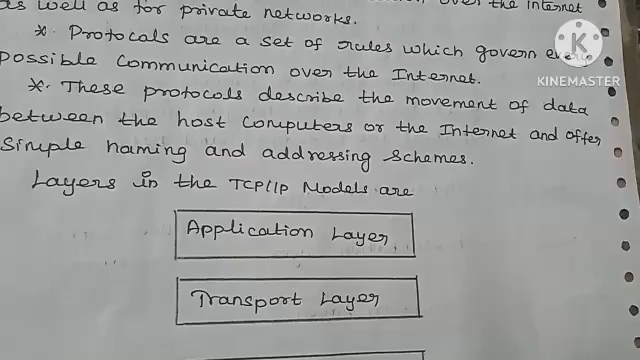 as well as for private networks.
*. Protocals are a set of rules which govern every
possible communication over the Internet.
*. These protocols describe the movement of data
between the host computers or the Internet and offer
simple naming and addressing schemes.
Layers in the TCP/IP Models are
Application Layer
Transport Layer
K
KINEMASTER